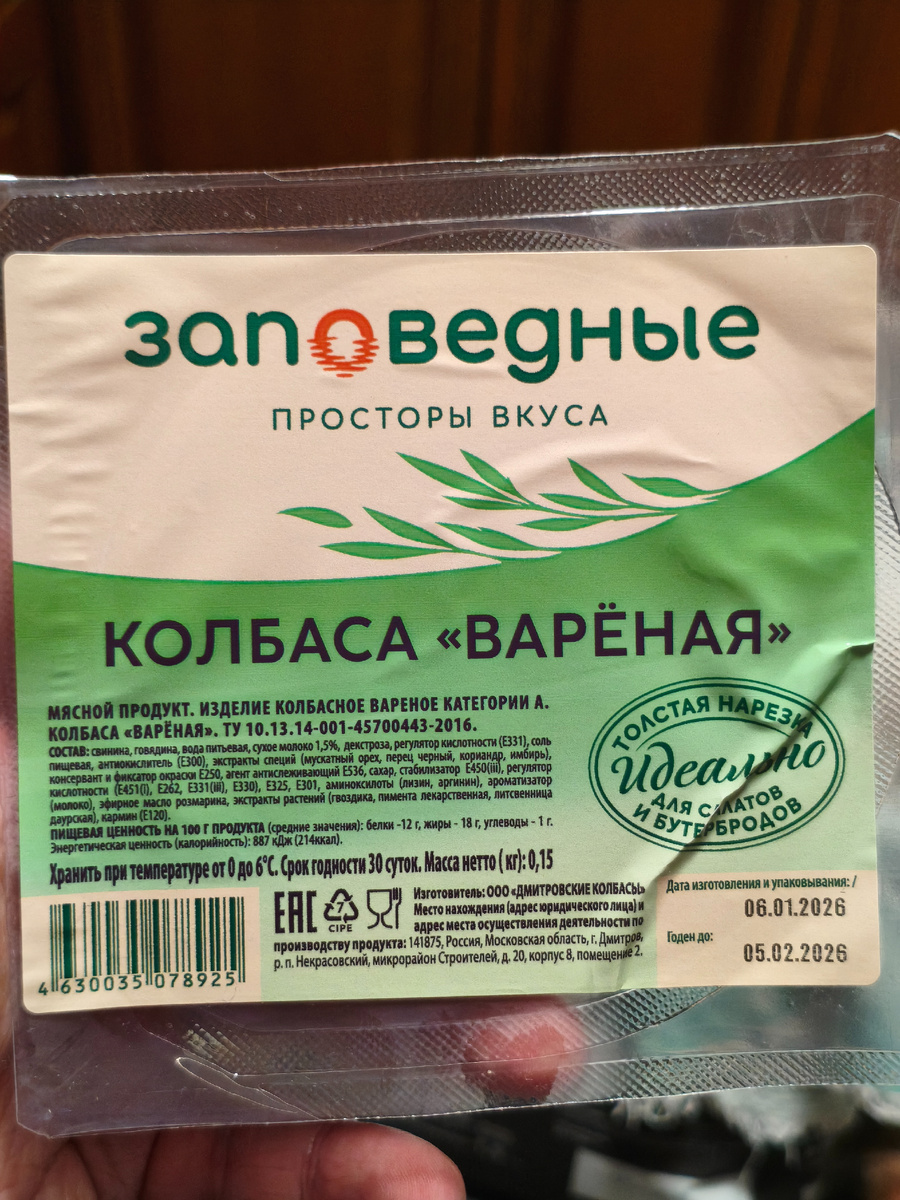 заповедные
ПРОСТОРЫ ВКУСА
КОЛБАСА «ВАРЁНАЯ»
МЯСНОЙ ПРОДУКТ. ИЗДЕЛИЕ КОЛБАСНОЕ ВАРЕНОЕ КАТЕГОРИИ А.
КОЛБАСА «ВАРЁНАЯ». ТУ 10.13.14-001-45700443-2016.
СОСТАВ: свинина, говядина, вода питьевая, сухое молоко 1,5%, декстроза, регулятор кислотности (Е331), соль
пищевая, антиокислитель (Е300), экстракты специй (мускатный орех, перец черный, кориандр, имбирь),
консервант и фиксатор окраски Е250, агент антислеживающий Е536, сахар, стабилизатор Е450(iii), регулятор
кислотности (Е451(i), Е262, Е331(iii), Е330), Е325, Е301, аминокислоты (лизин, аргинин), ароматизатор
(молоко), эфирное масло розмарина, экстракты растений (гвоздика, пимента лекарственная, литсвенница
даурская), кармин (Е120).
ПИЩЕВАЯ ЦЕННОСТЬ НА 100 Г ПРОДУКТА (средние значения): белки -12 г, жиры - 18 г, углеводы - 1 г.
Энергетическая ценность (калорийность): 887 кДж (214ккал).
Хранить при температуре от 0 до 6°С. Срок годности 30 суток. Масса нетто ( кг): 0,15
ТОЛСТАЯ НАРЕЗКА
Идеально
ДЛЯ САЛАТОВ
И БУТЕРБРОДОВ
4 630035 078925
EAC
7
CIPE
Изготовитель: ООО «ДМИТРОВСКИЕ КОЛБАСЫ»
Место нахождения (адрес юридического лица) и
адрес места осуществления деятельности по
производству продукта: 141875, Россия, Московская область, г. Дмитров,
р. п. Некрасовский, микрорайон Строителей, д. 20, корпус 8, помещение 2.
Дата изготовления и упаковывания: /
06.01.2026
Годен до:
05.02.2026